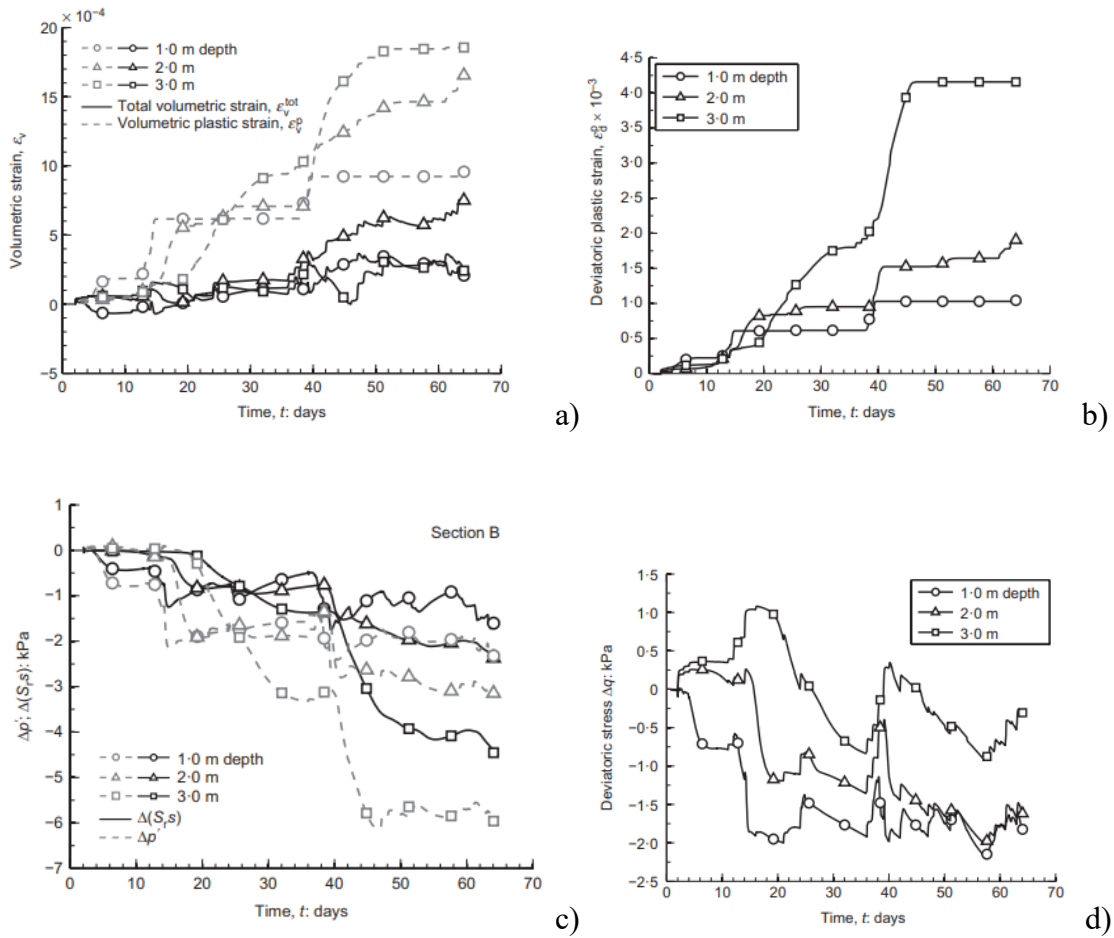 × 10⁻⁴
20
15
10
5
0
−5
Volumetric strain, εᵥ
1·0 m depth
2·0 m
3·0 m
Total volumetric strain, εᵥᵗᵒᵗ
Volumetric plastic strain, εᵥᵖ
0 10 20 30 40 50 60 70
Time, t: days
a)
4·5
4·0
3·5
3·0
2·5
2·0
1·5
1·0
0·5
0
Deviatoric plastic strain, ε_d^p × 10⁻³
1·0 m depth
2·0 m
3·0 m
0 10 20 30 40 50 60 70
Time, t: days
b)
1
0
−1
−2
−3
−4
−5
−6
−7
Δp′; Δ(Sᵣs): kPa
Section B
1·0 m depth
2·0 m
3·0 m
Δ(Sᵣs)
Δp′
0 10 20 30 40 50 60 70
Time, t: days
c)
1·5
1·0
0·5
0
−0·5
−1·0
−1·5
−2·0
−2·5
Deviatoric stress Δq: kPa
1·0 m depth
2·0 m
3·0 m
0 10 20 30 40 50 60 70
Time, t: days
d)